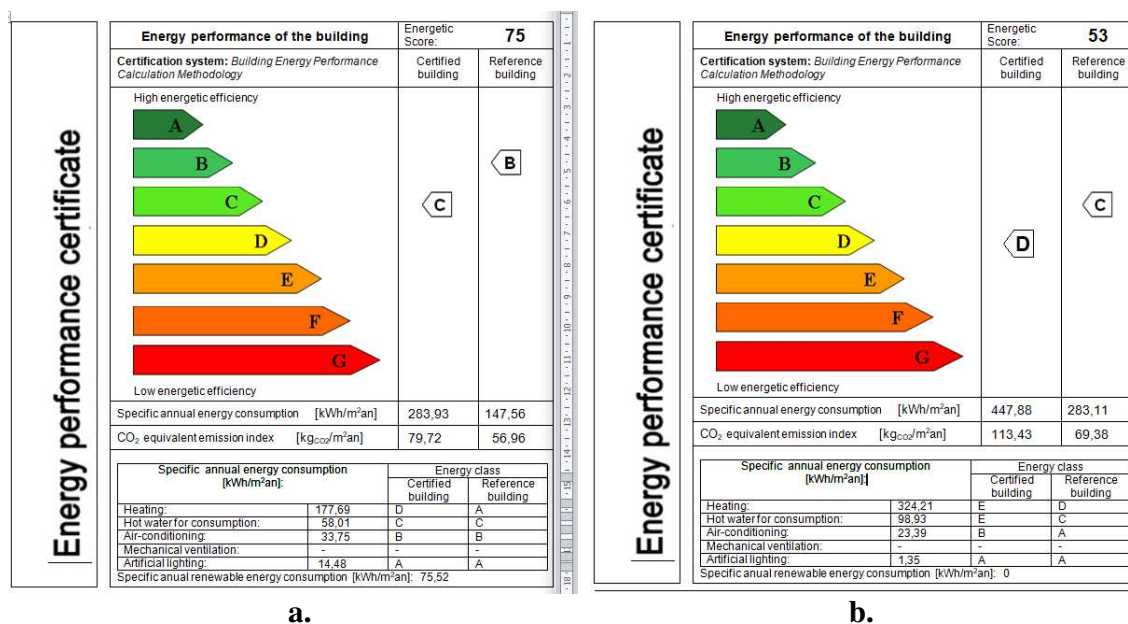 Energy performance certificate
Energy performance of the building
Energetic Score:
75
Certification system: Building Energy Performance Calculation Methodology
Certified building
Reference building
High energetic efficiency
A
B
C
D
E
F
G
B
C
Low energetic efficiency
Specific annual energy consumption [kWh/m²an] 283,93 147,56
CO₂ equivalent emission index [kgCO2/m²an] 79,72 56,96
Specific annual energy consumption [kWh/m²an]:
Energy class
Certified building
Reference building
Heating: 177,69 D A
Hot water for consumption: 58,01 C C
Air-conditioning: 33,75 B B
Mechanical ventilation: - - -
Artificial lighting: 14,48 A A
Specific anual renewable energy consumption [kWh/m²an]: 75,52
a.
Energy performance certificate
Energy performance of the building
Energetic Score:
53
Certification system: Building Energy Performance Calculation Methodology
Certified building
Reference building
High energetic efficiency
A
B
C
D
E
F
G
C
D
Low energetic efficiency
Specific annual energy consumption [kWh/m²an] 447,88 283,11
CO₂ equivalent emission index [kgCO2/m²an] 113,43 69,38
Specific annual energy consumption [kWh/m²an]:
Energy class
Certified building
Reference building
Heating: 324,21 E D
Hot water for consumption: 98,93 E C
Air-conditioning: 23,39 B A
Mechanical ventilation: - - -
Artificial lighting: 1,35 A A
Specific anual renewable energy consumption [kWh/m²an]: 0
b.